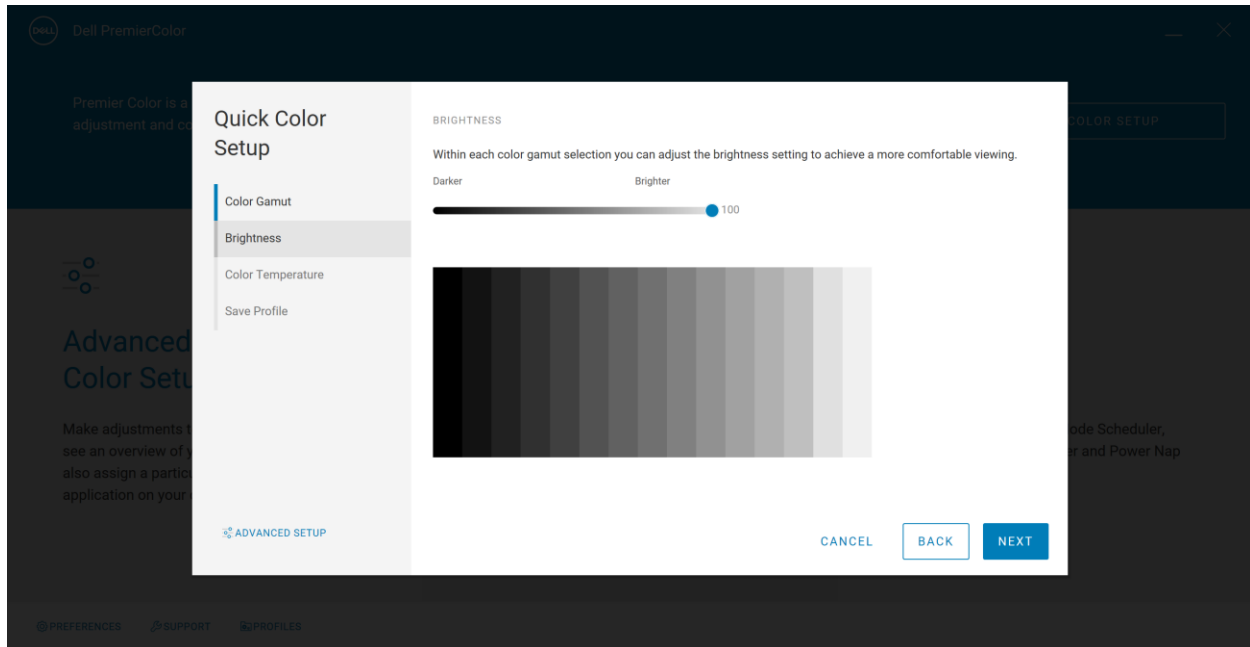 DELL
Dell PremierColor
Premier Color is a
adjustment and co
COLOR SETUP
Quick Color
Setup
Color Gamut
Brightness
Color Temperature
Save Profile
ADVANCED SETUP
BRIGHTNESS
Within each color gamut selection you can adjust the brightness setting to achieve a more comfortable viewing.
Darker Brighter
100
CANCEL BACK NEXT
Advanced
Color Setu
Make adjustments t
see an overview of y
also assign a particu
application on your
ode Scheduler,
er and Power Nap
PREFERENCES SUPPORT PROFILES